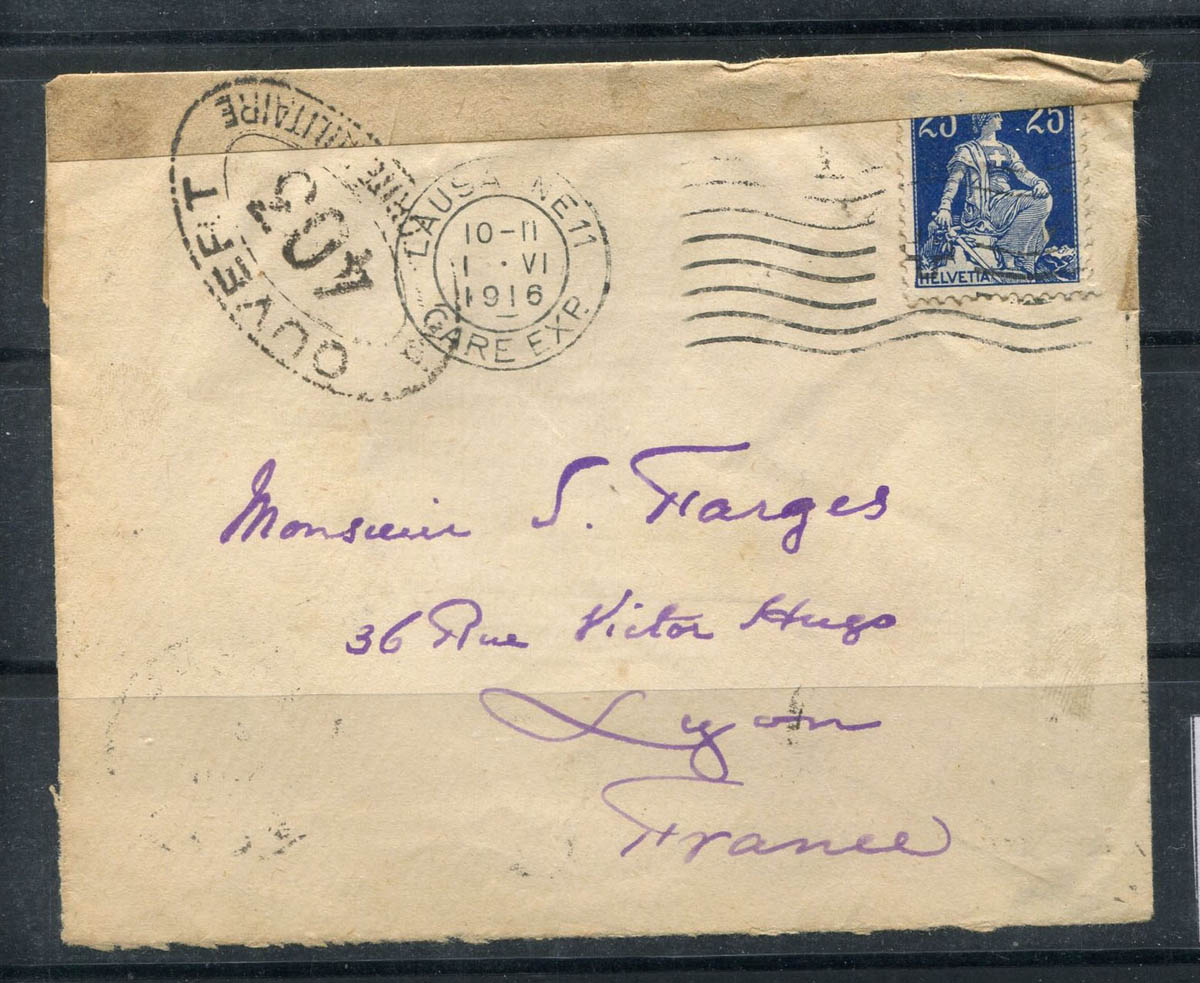 25 25
HELVETIA
OUVERT
MILITAIRE
LAUSANNE 11
10-11
1 · VI
1916
GARE EXP.
Monsieur S. Farges
36 Rue Victor Hugo
Lyon
France